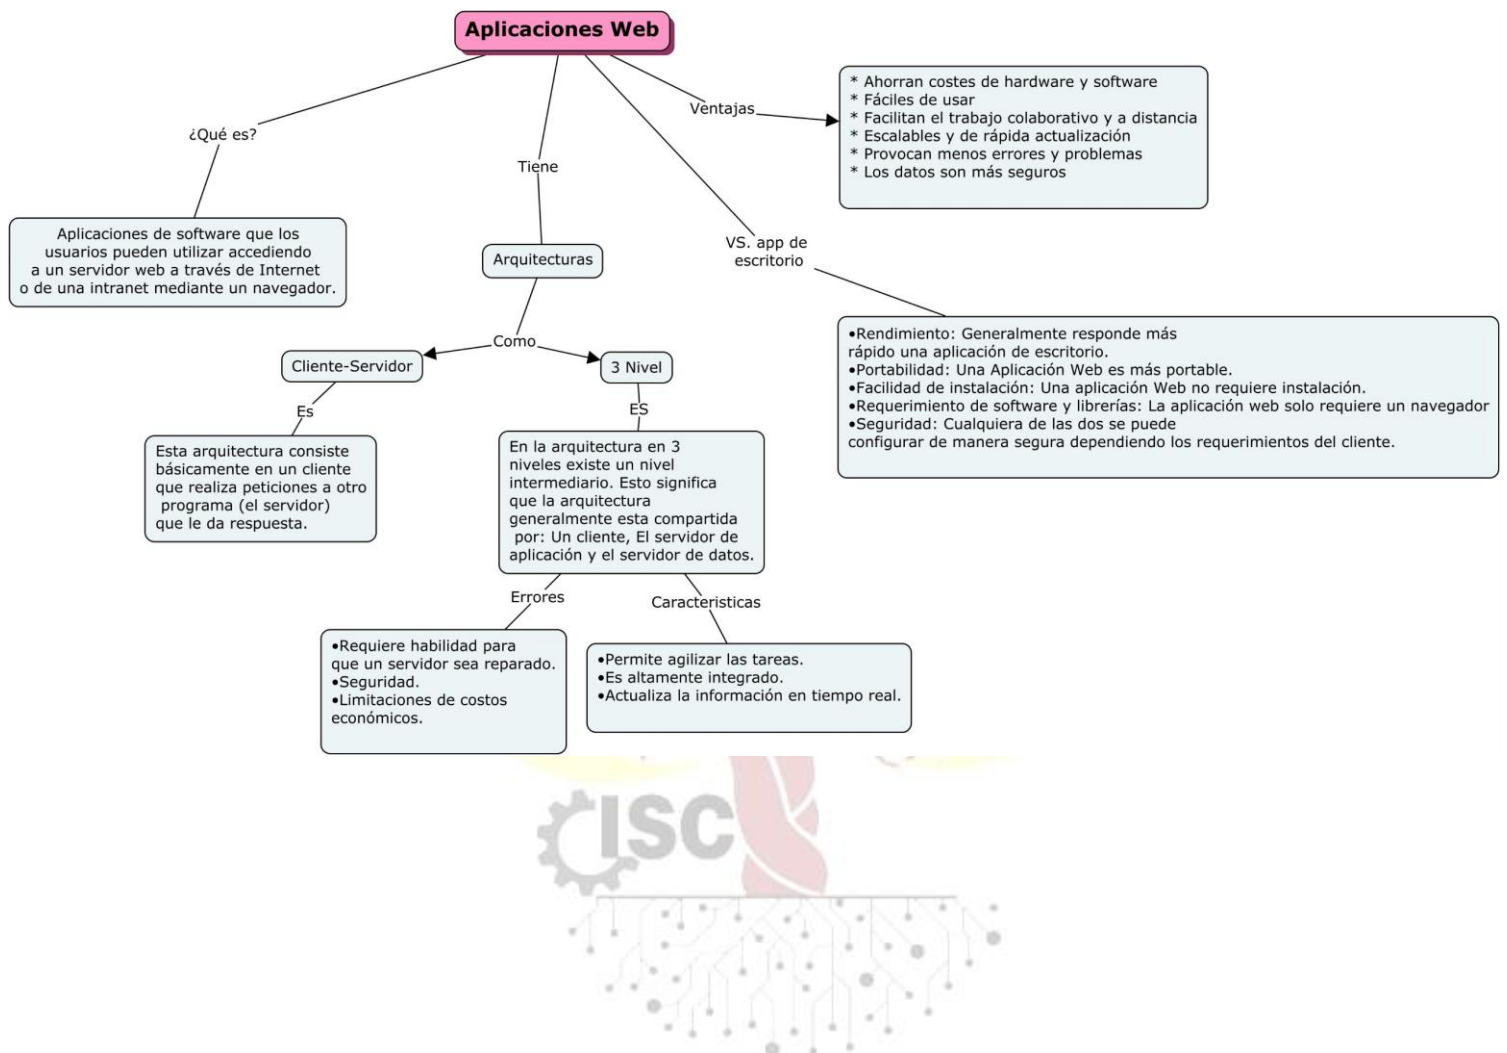 Aplicaciones Web
¿Qué es?
Aplicaciones de software que los
usuarios pueden utilizar accediendo
a un servidor web a través de Internet
o de una intranet mediante un navegador.
Tiene
Arquitecturas
Como
Cliente-Servidor
Es
Esta arquitectura consiste
básicamente en un cliente
que realiza peticiones a otro
programa (el servidor)
que le da respuesta.
3 Nivel
ES
En la arquitectura en 3
niveles existe un nivel
intermediario. Esto significa
que la arquitectura
generalmente esta compartida
por: Un cliente, El servidor de
aplicación y el servidor de datos.
Errores
•Requiere habilidad para
que un servidor sea reparado.
•Seguridad.
•Limitaciones de costos
económicos.
Caracteristicas
•Permite agilizar las tareas.
•Es altamente integrado.
•Actualiza la información en tiempo real.
Ventajas
* Ahorran costes de hardware y software
* Fáciles de usar
* Facilitan el trabajo colaborativo y a distancia
* Escalables y de rápida actualización
* Provocan menos errores y problemas
* Los datos son más seguros
VS. app de
escritorio
•Rendimiento: Generalmente responde más
rápido una aplicación de escritorio.
•Portabilidad: Una Aplicación Web es más portable.
•Facilidad de instalación: Una aplicación Web no requiere instalación.
•Requerimiento de software y librerías: La aplicación web solo requiere un navegador
•Seguridad: Cualquiera de las dos se puede
configurar de manera segura dependiendo los requerimientos del cliente.
ISC